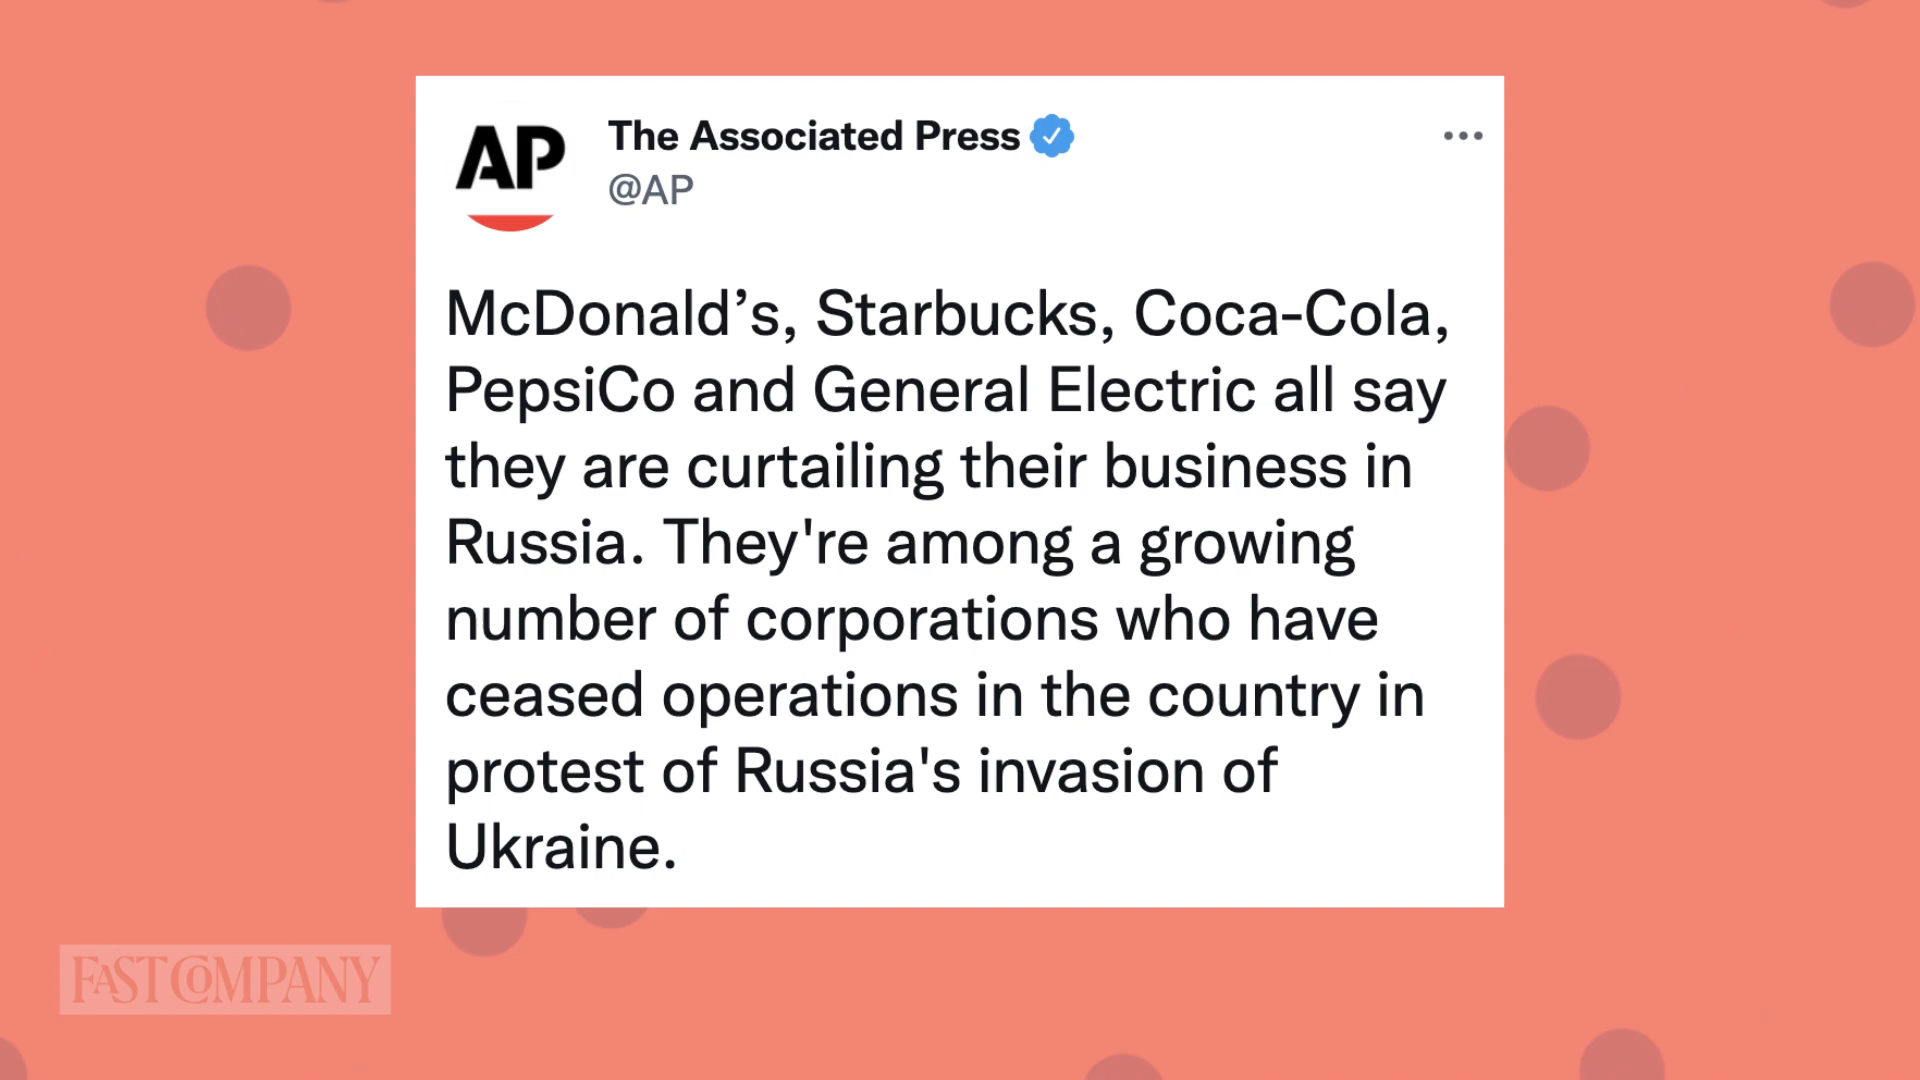 AP
The Associated Press
@AP
McDonald’s, Starbucks, Coca-Cola,
PepsiCo and General Electric all say
they are curtailing their business in
Russia. They're among a growing
number of corporations who have
ceased operations in the country in
protest of Russia's invasion of
Ukraine.
FAST COMPANY